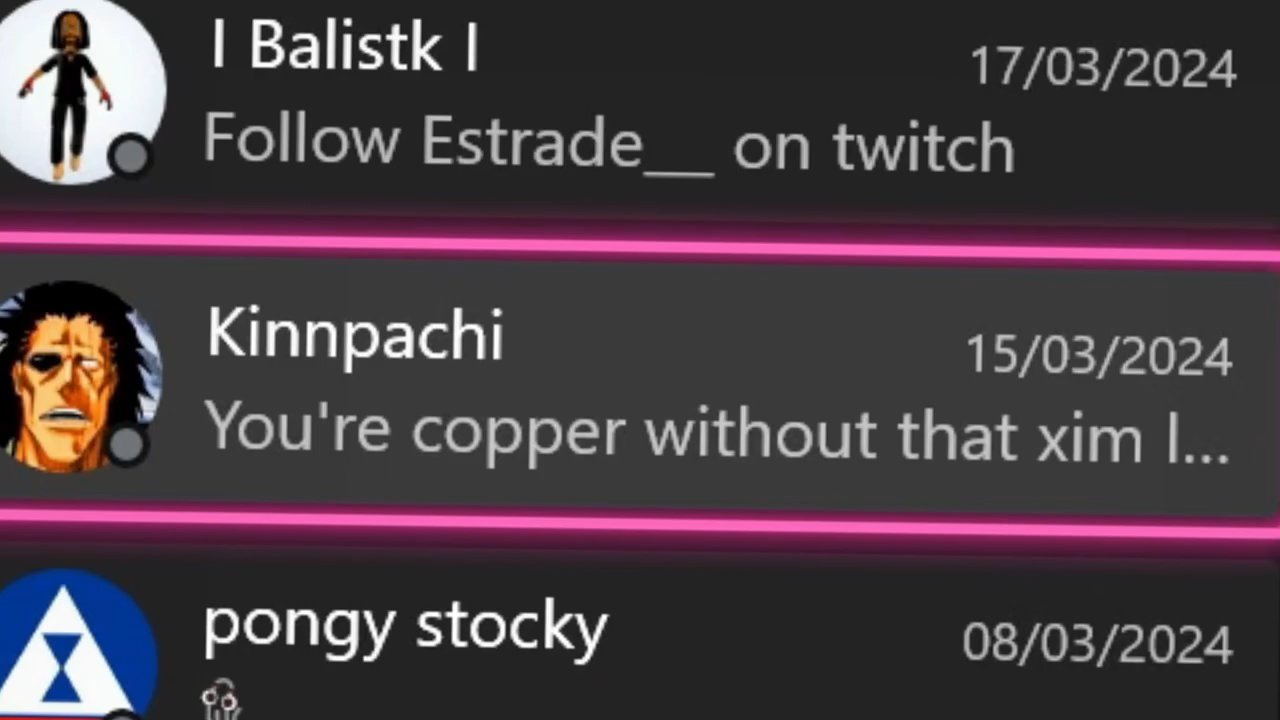 I Balistk I
17/03/2024
Follow Estrade__ on twitch
Kinnpachi
15/03/2024
You're copper without that xim l...
pongy stocky
08/03/2024